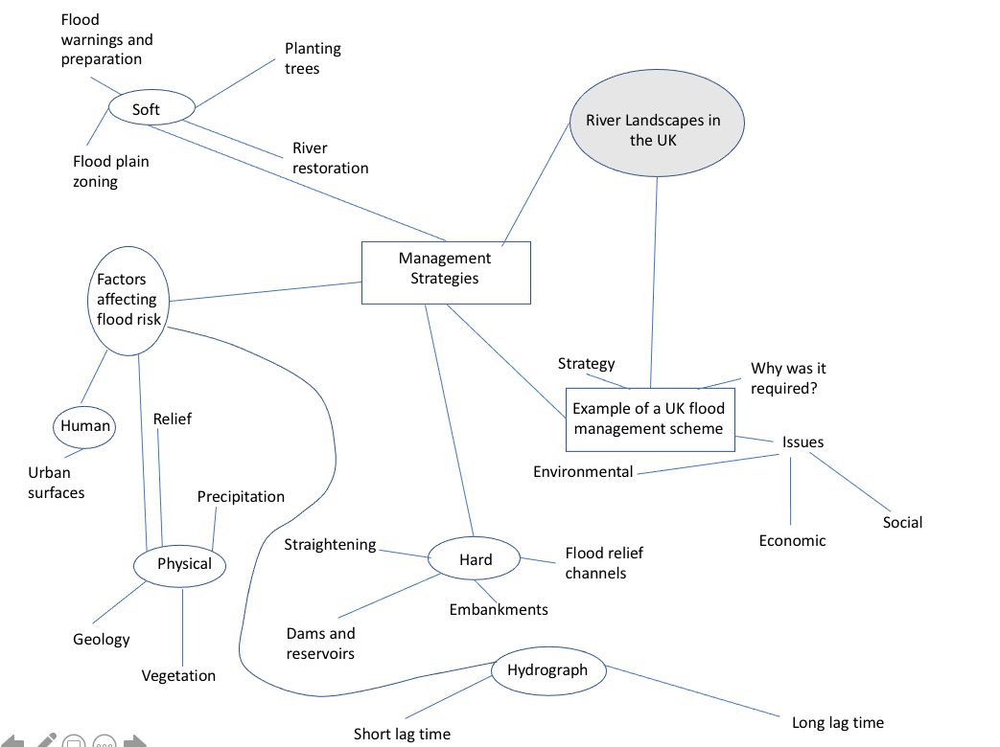 Flood
warnings and
preparation
Planting
trees
Soft
River Landscapes in
the UK
River
restoration
Flood plain
zoning
Management
Strategies
Factors
affecting
flood risk
Strategy
Why was it
required?
Example of a UK flood
management scheme
Human
Relief
Issues
Urban
surfaces
Environmental
Precipitation
Social
Economic
Straightening
Hard
Flood relief
channels
Physical
Embankments
Geology
Dams and
reservoirs
Vegetation
Hydrograph
Short lag time
Long lag time